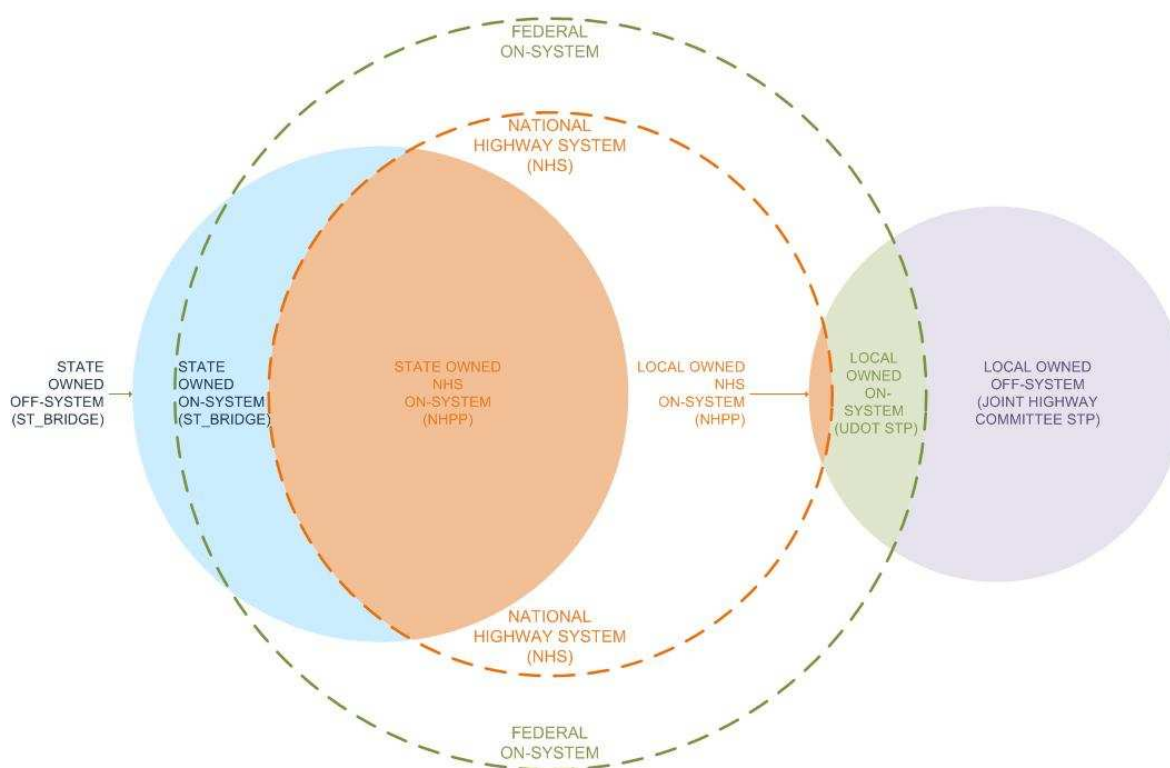 FEDERAL
ON-SYSTEM
NATIONAL
HIGHWAY SYSTEM
(NHS)
STATE
OWNED
OFF-SYSTEM
(ST_BRIDGE)
STATE
OWNED
ON-SYSTEM
(ST_BRIDGE)
STATE OWNED
NHS
ON-SYSTEM
(NHPP)
LOCAL OWNED
NHS
ON-SYSTEM
(NHPP)
LOCAL
OWNED
ON-
SYSTEM
(UDOT STP)
LOCAL OWNED
OFF-SYSTEM
(JOINT HIGHWAY
COMMITTEE STP)
NATIONAL
HIGHWAY SYSTEM
(NHS)
FEDERAL
ON-SYSTEM